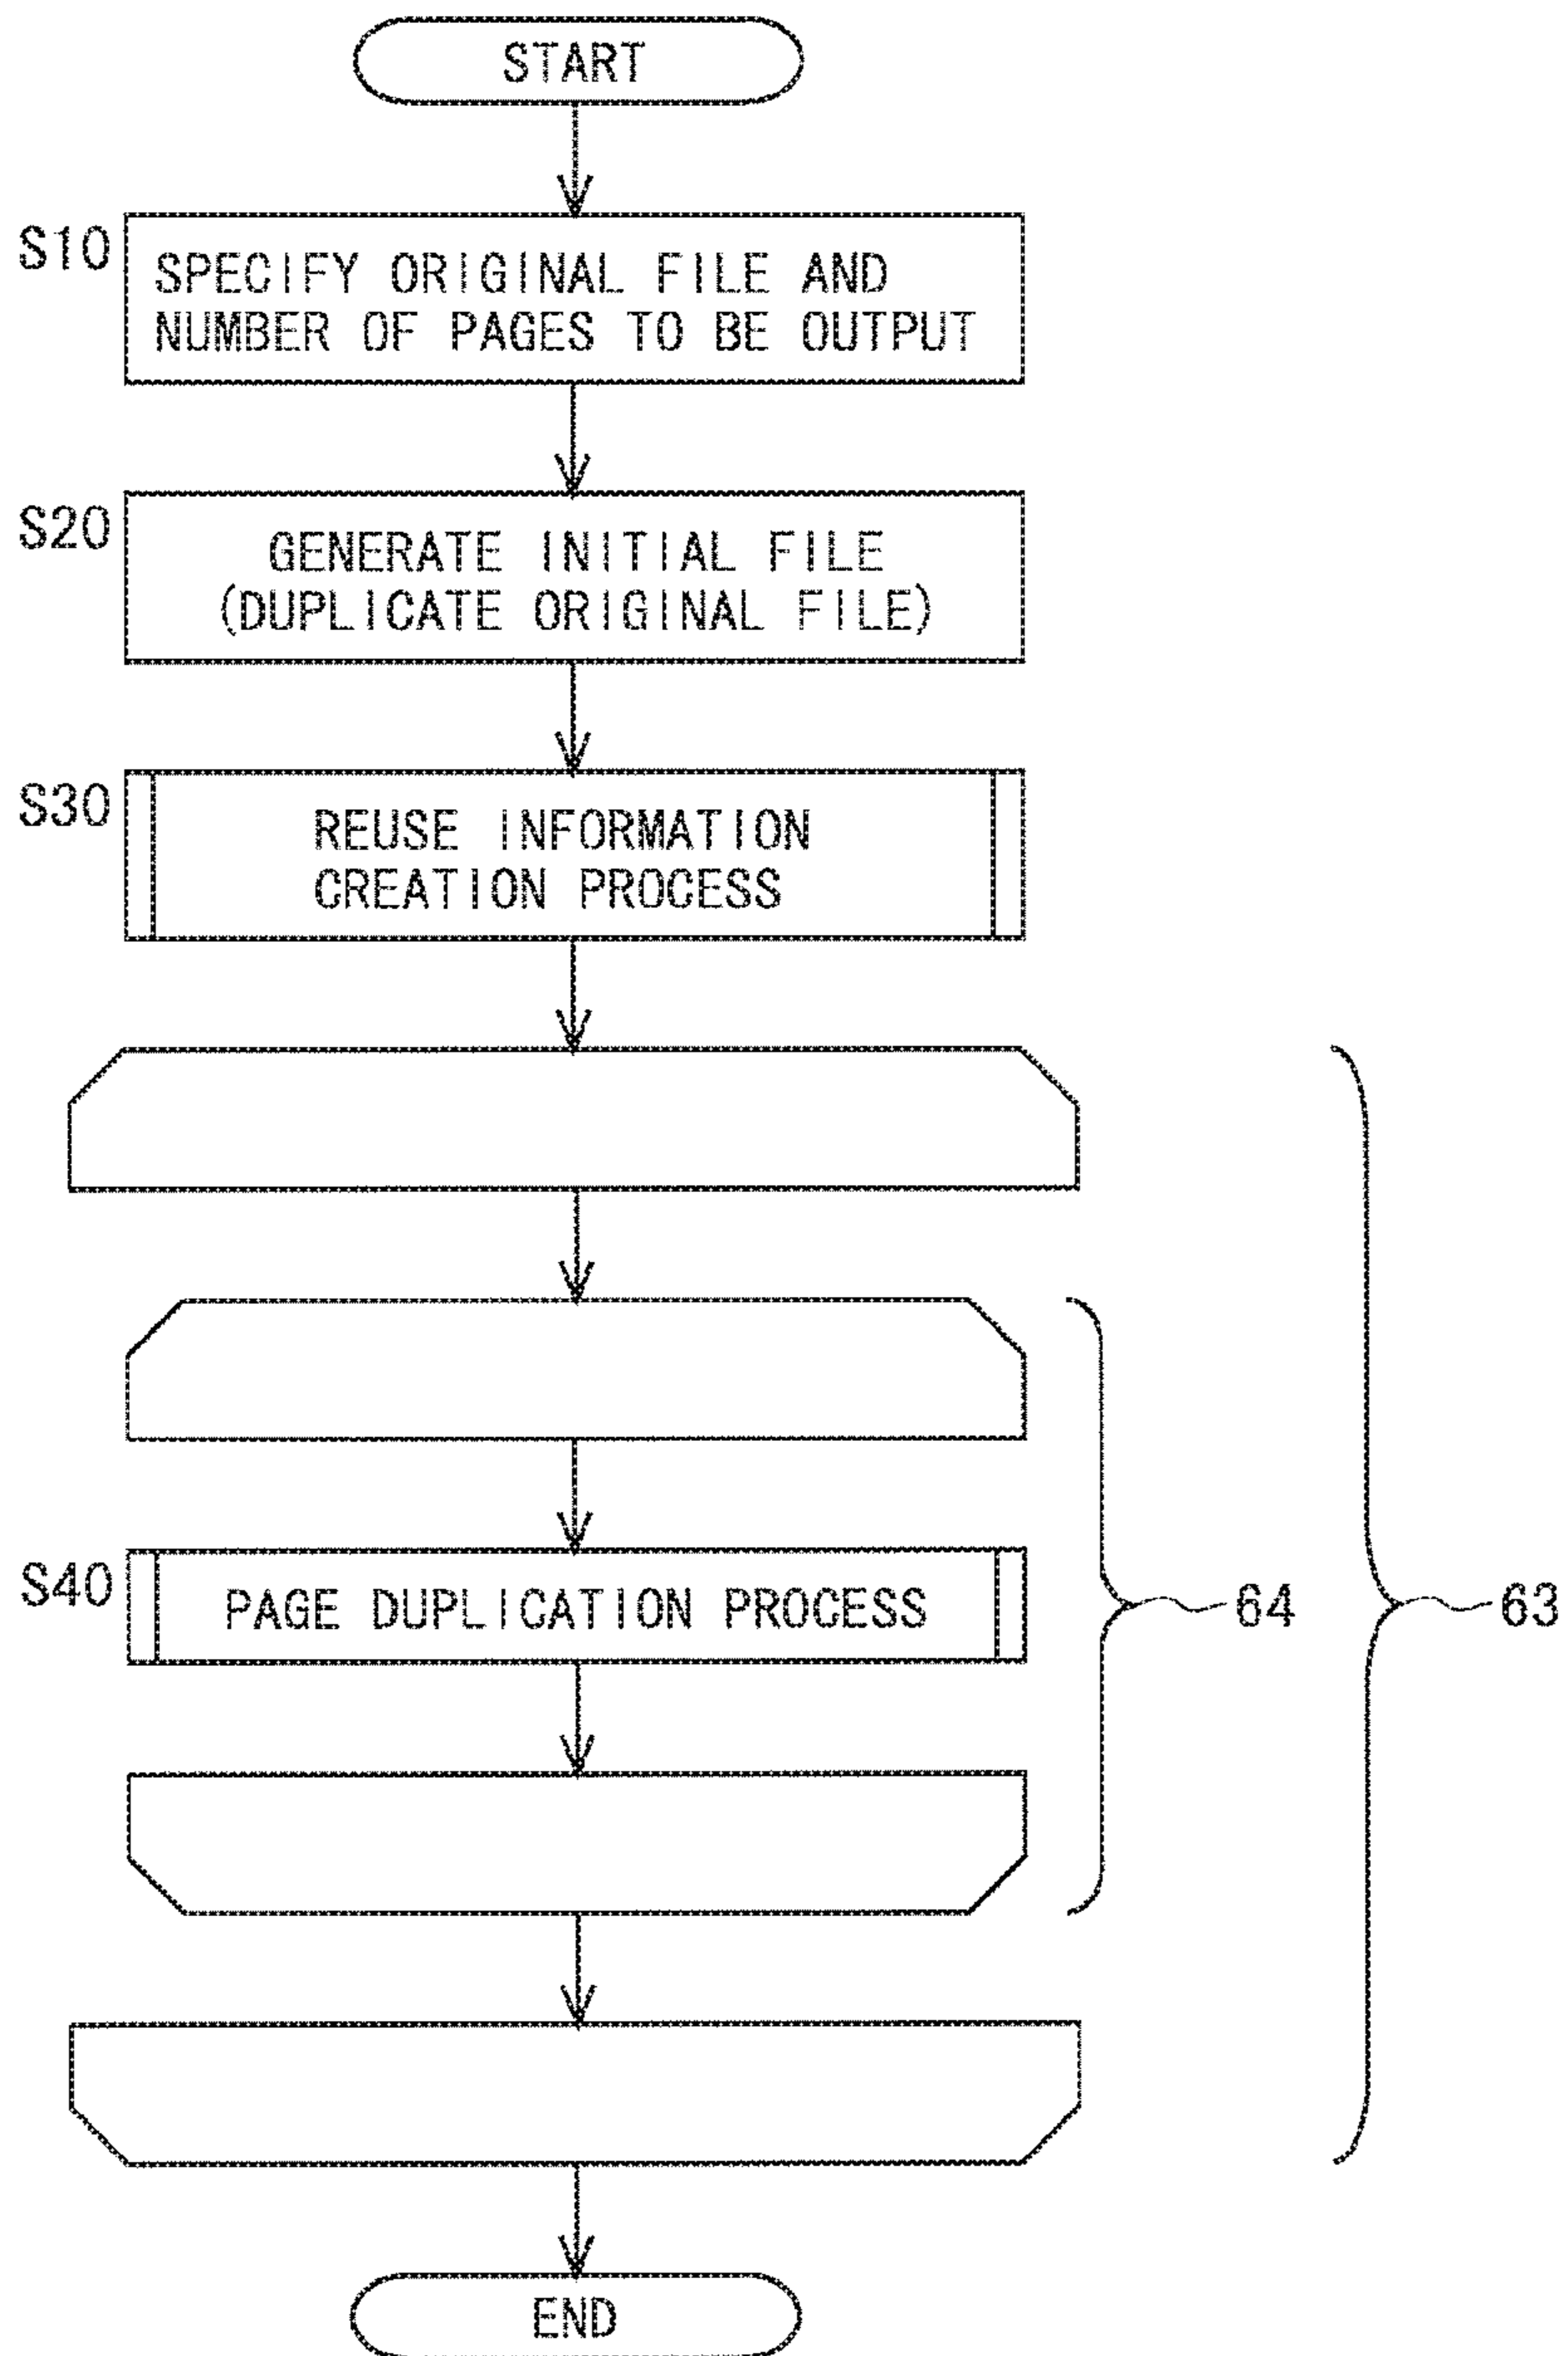 START
S10
SPECIFY ORIGINAL FILE AND
NUMBER OF PAGES TO BE OUTPUT
S20
GENERATE INITIAL FILE
(DUPLICATE ORIGINAL FILE)
S30
REUSE INFORMATION
CREATION PROCESS
S40
PAGE DUPLICATION PROCESS
64
63
END